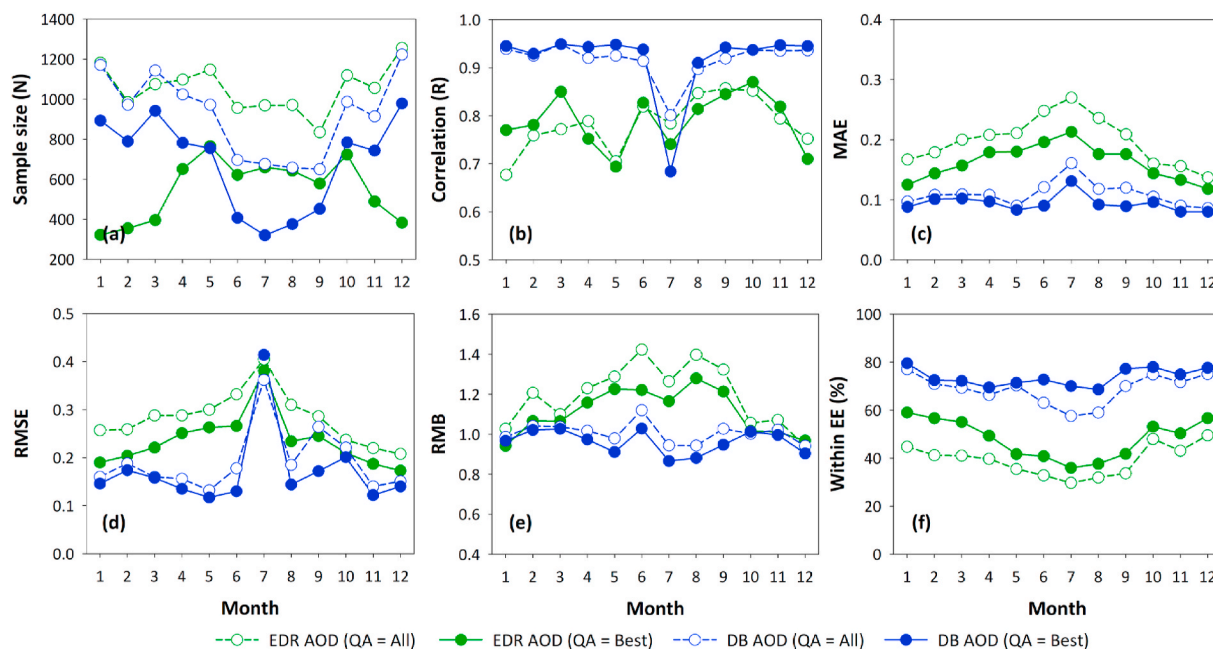 1400
1200
1000
800
600
400
200
Sample size (N)
(a)
1 2 3 4 5 6 7 8 9 10 11 12
1.0
0.9
0.8
0.7
0.6
0.5
Correlation (R)
(b)
1 2 3 4 5 6 7 8 9 10 11 12
0.4
0.3
0.2
0.1
0.0
MAE
(c)
1 2 3 4 5 6 7 8 9 10 11 12
0.5
0.4
0.3
0.2
0.1
0.0
RMSE
(d)
1 2 3 4 5 6 7 8 9 10 11 12
Month
1.6
1.4
1.2
1.0
0.8
0.6
0.4
RMB
(e)
1 2 3 4 5 6 7 8 9 10 11 12
Month
100
80
60
40
20
0
Within EE (%)
(f)
1 2 3 4 5 6 7 8 9 10 11 12
Month
EDR AOD (QA = All) EDR AOD (QA = Best) DB AOD (QA = All) DB AOD (QA = Best)